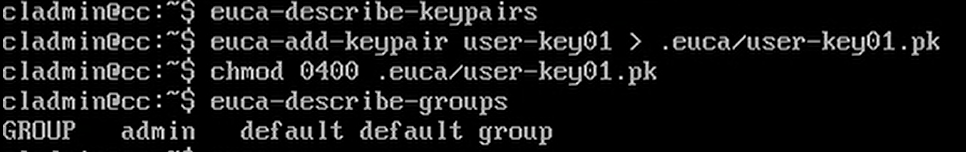 cladmin@cc:~$ euca-describe-keypairs
cladmin@cc:~$ euca-add-keypair user-key01 > .euca/user-key01.pk
cladmin@cc:~$ chmod 0400 .euca/user-key01.pk
cladmin@cc:~$ euca-describe-groups
GROUP admin default default group